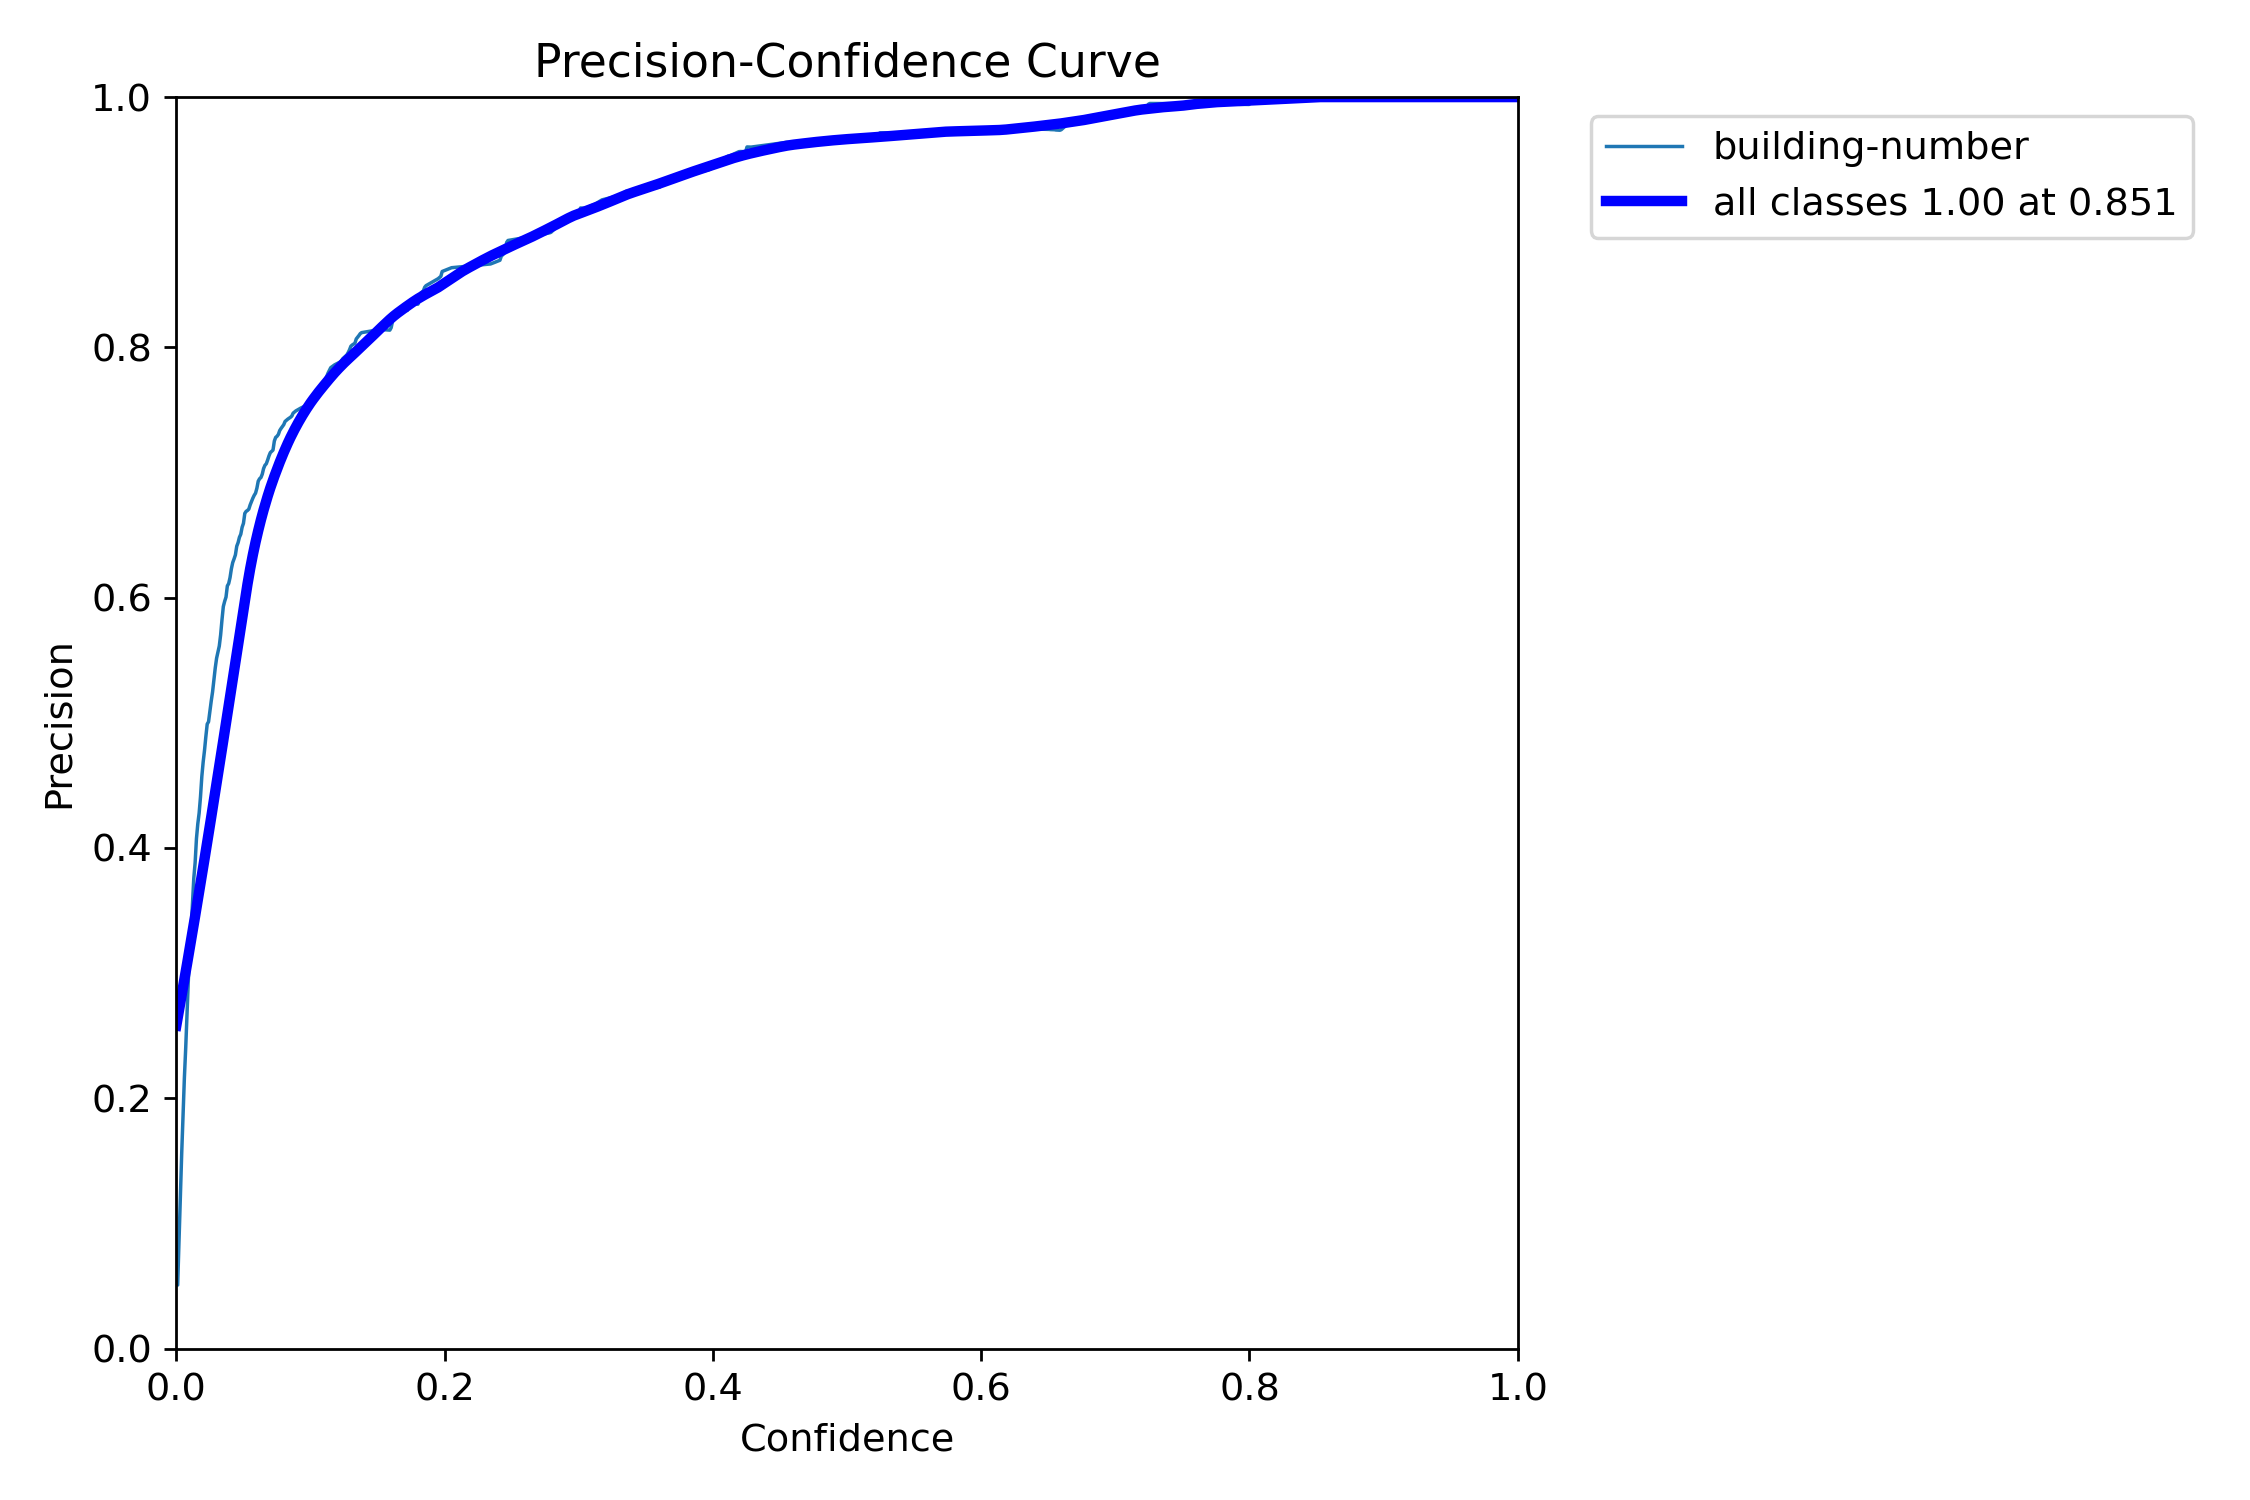 Precision-Confidence Curve
1.0
0.8
0.6
0.4
0.2
0.0
Precision
0.0 0.2 0.4 0.6 0.8 1.0
Confidence
building-number
all classes 1.00 at 0.851